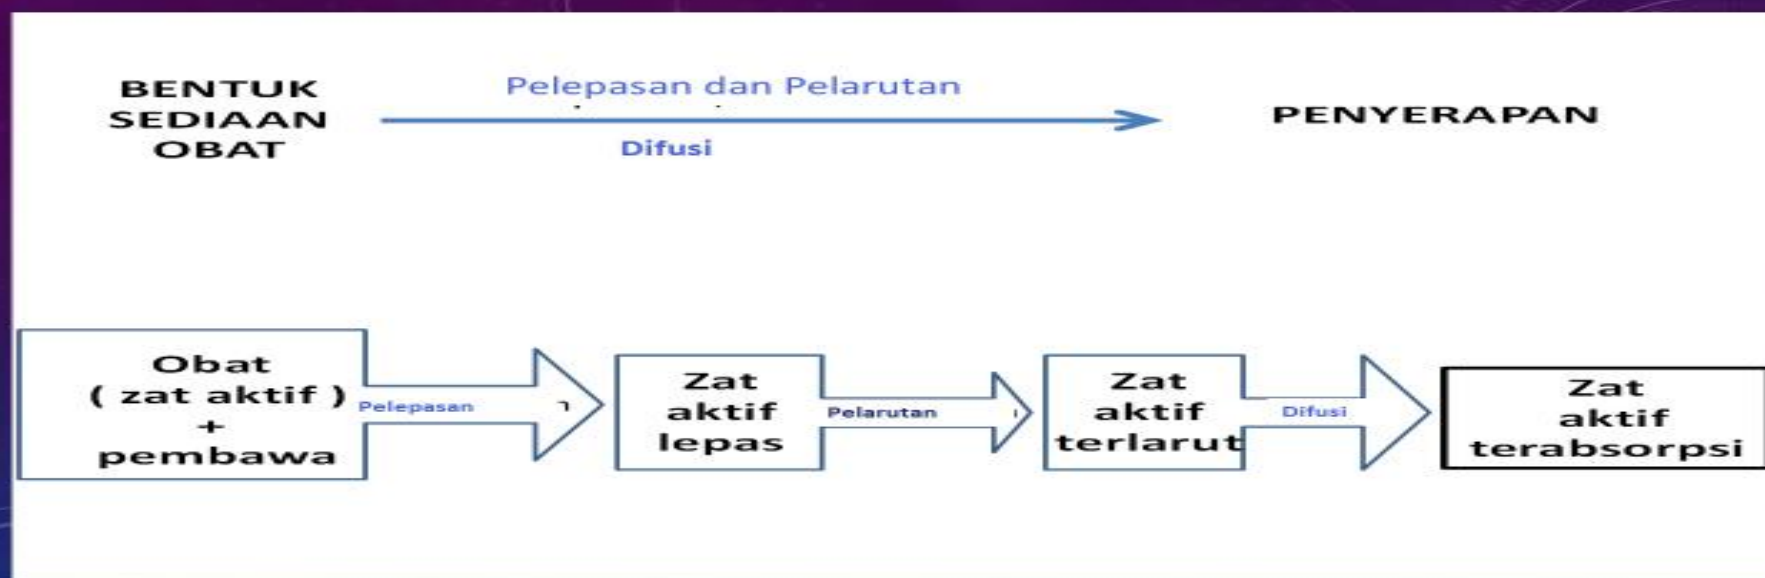 BENTUK
SEDIAAN
OBAT
Pelepasan dan Pelarutan
Difusi
PENYERAPAN
Obat
( zat aktif )
+
pembawa
Pelepasan
Zat
aktif
lepas
Pelarutan
Zat
aktif
terlarut
Difusi
Zat
aktif
terabsorpsi